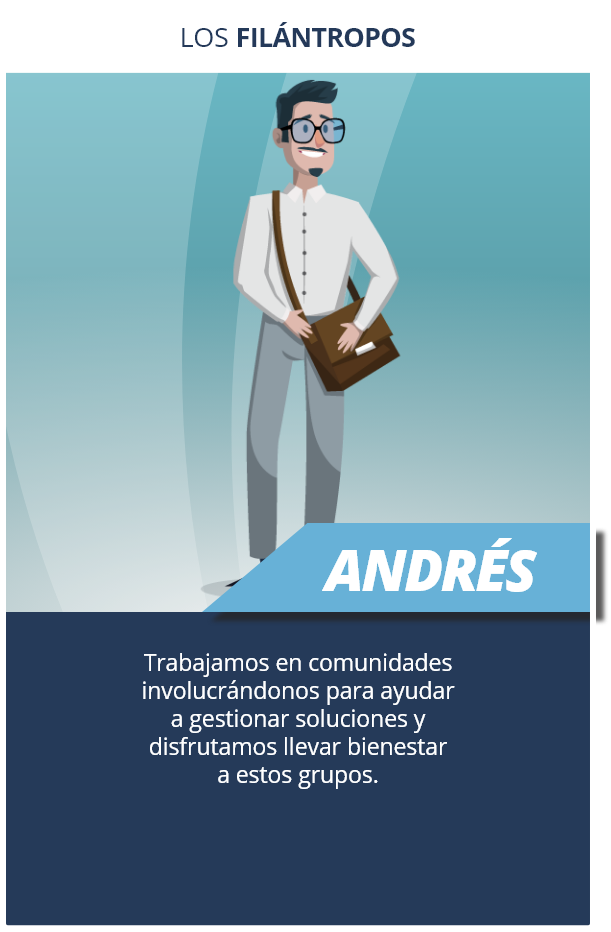 LOS FILÁNTROPOS
ANDRÉS
Trabajamos en comunidades
involucrándonos para ayudar
a gestionar soluciones y
disfrutamos llevar bienestar
a estos grupos.